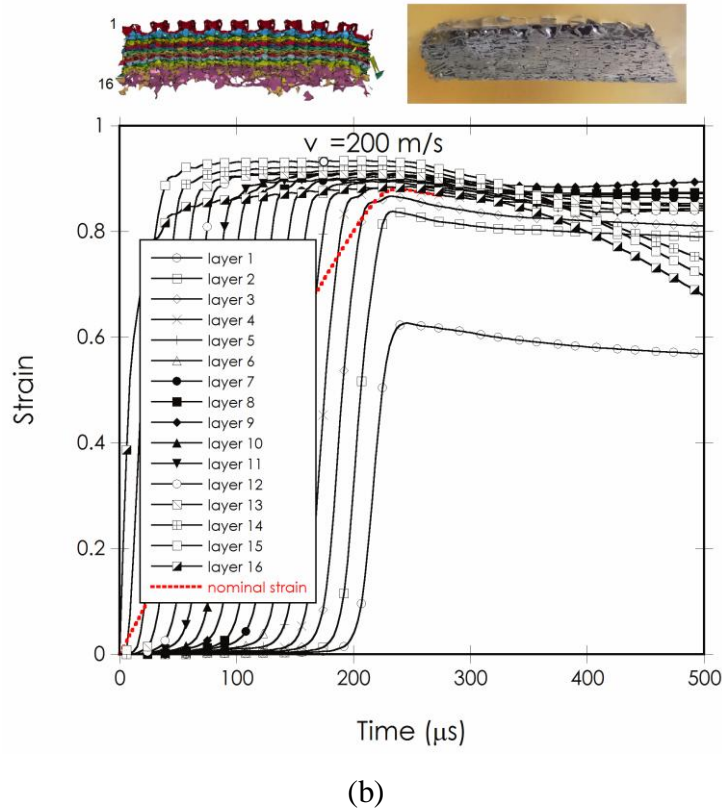 1
16
1
v =200 m/s
0.8
0.6
0.4
0.2
0
Strain
layer 1
layer 2
layer 3
layer 4
layer 5
layer 6
layer 7
layer 8
layer 9
layer 10
layer 11
layer 12
layer 13
layer 14
layer 15
layer 16
nominal strain
0 100 200 300 400 500
Time (μs)
(b)